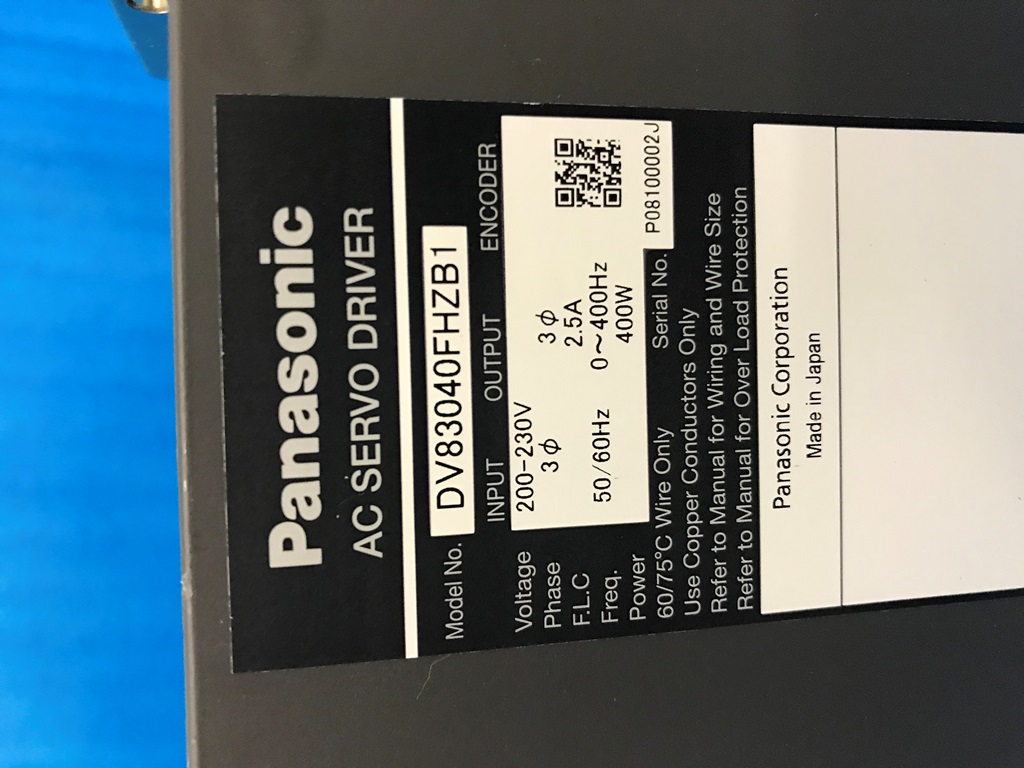 Panasonic
AC SERVO DRIVER
Model No. DV83040FHZB1
INPUT OUTPUT ENCODER
Voltage 200-230V
Phase 3ϕ 3ϕ
F.L.C 2.5A
Freq. 50/60Hz 0~400Hz
Power 400W
60/75°C Wire Only Serial No. P08100002J
Use Copper Conductors Only
Refer to Manual for Wiring and Wire Size
Refer to Manual for Over Load Protection
Panasonic Corporation
Made in Japan